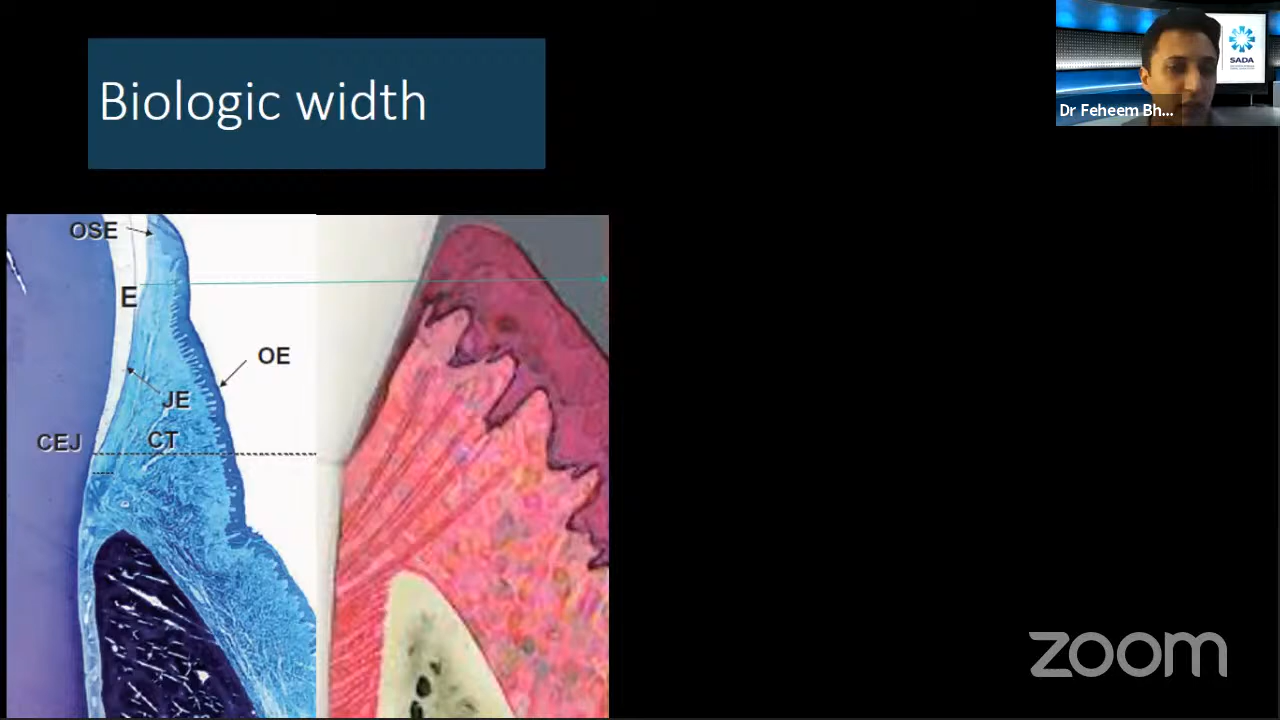 Biologic width
SADA
Dr Feheem Bh...
OSE
E
OE
JE
CEJ
CT
zoom